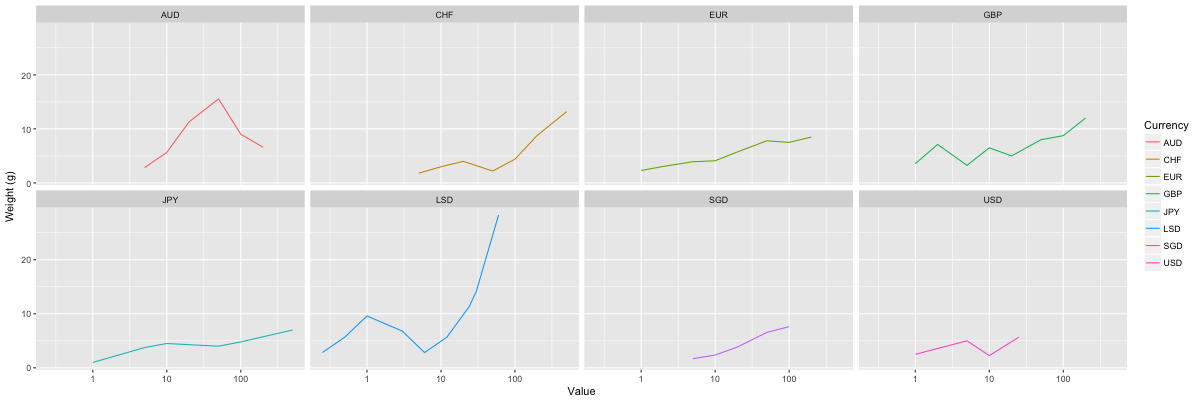 AUD CHF EUR GBP
20
10
0
Weight (g)
JPY LSD SGD USD
20
10
0
1 10 100 1 10 100 1 10 100 1 10 100
Value
Currency
AUD
CHF
EUR
GBP
JPY
LSD
SGD
USD